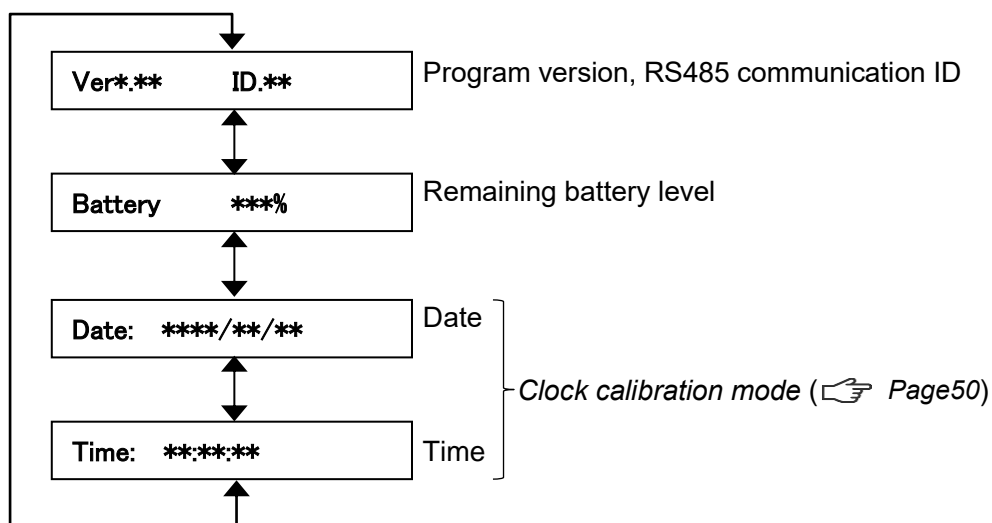 Ver*.** ID.** Program version, RS485 communication ID
Battery ***% Remaining battery level
Date: ****/**/** Date
Clock calibration mode (☞ Page50)
Time: **:**:** Time